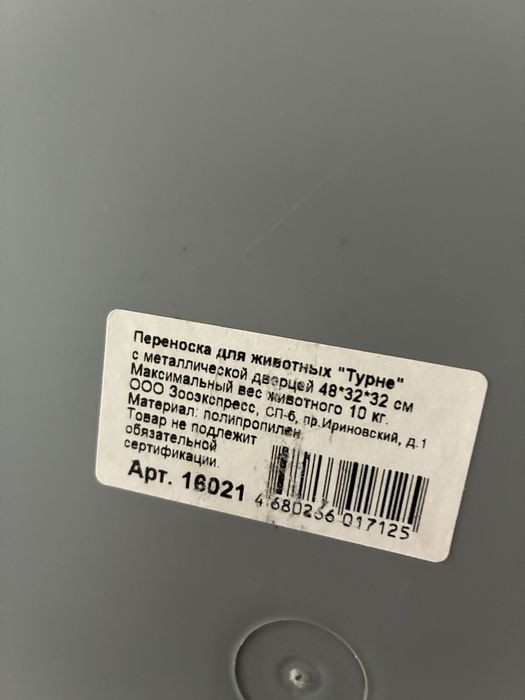 Переноска для животных "Турне"
с металлической дверцей 48*32*32 см
Максимальный вес животного 10 кг.
ООО Зооэкспресс, СП-б, пр.Ириновский, д.1
Материал: полипропилен
Товар не подлежит
обязательной
сертификации.
Арт. 16021
4 680266 017125